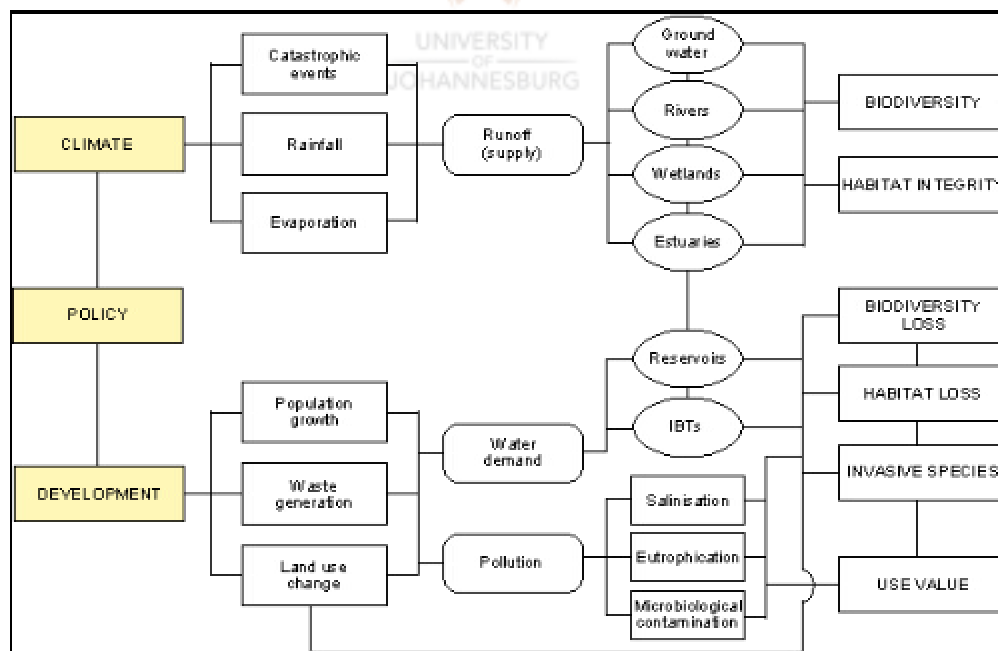 UNIVERSITY
OF
JOHANNESBURG
CLIMATE
POLICY
DEVELOPMENT
Catastrophic
events
Rainfall
Evaporation
Population
growth
Waste
generation
Land use
change
Runoff
(supply)
Water
demand
Pollution
Ground
water
Rivers
Wetlands
Estuaries
Reservoirs
IBTs
Salinisation
Eutrophication
Microbiological
contamination
BIODIVERSITY
HABITAT INTEGRITY
BIODIVERSITY
LOSS
HABITAT LOSS
INVASIVE SPECIES
USE VALUE